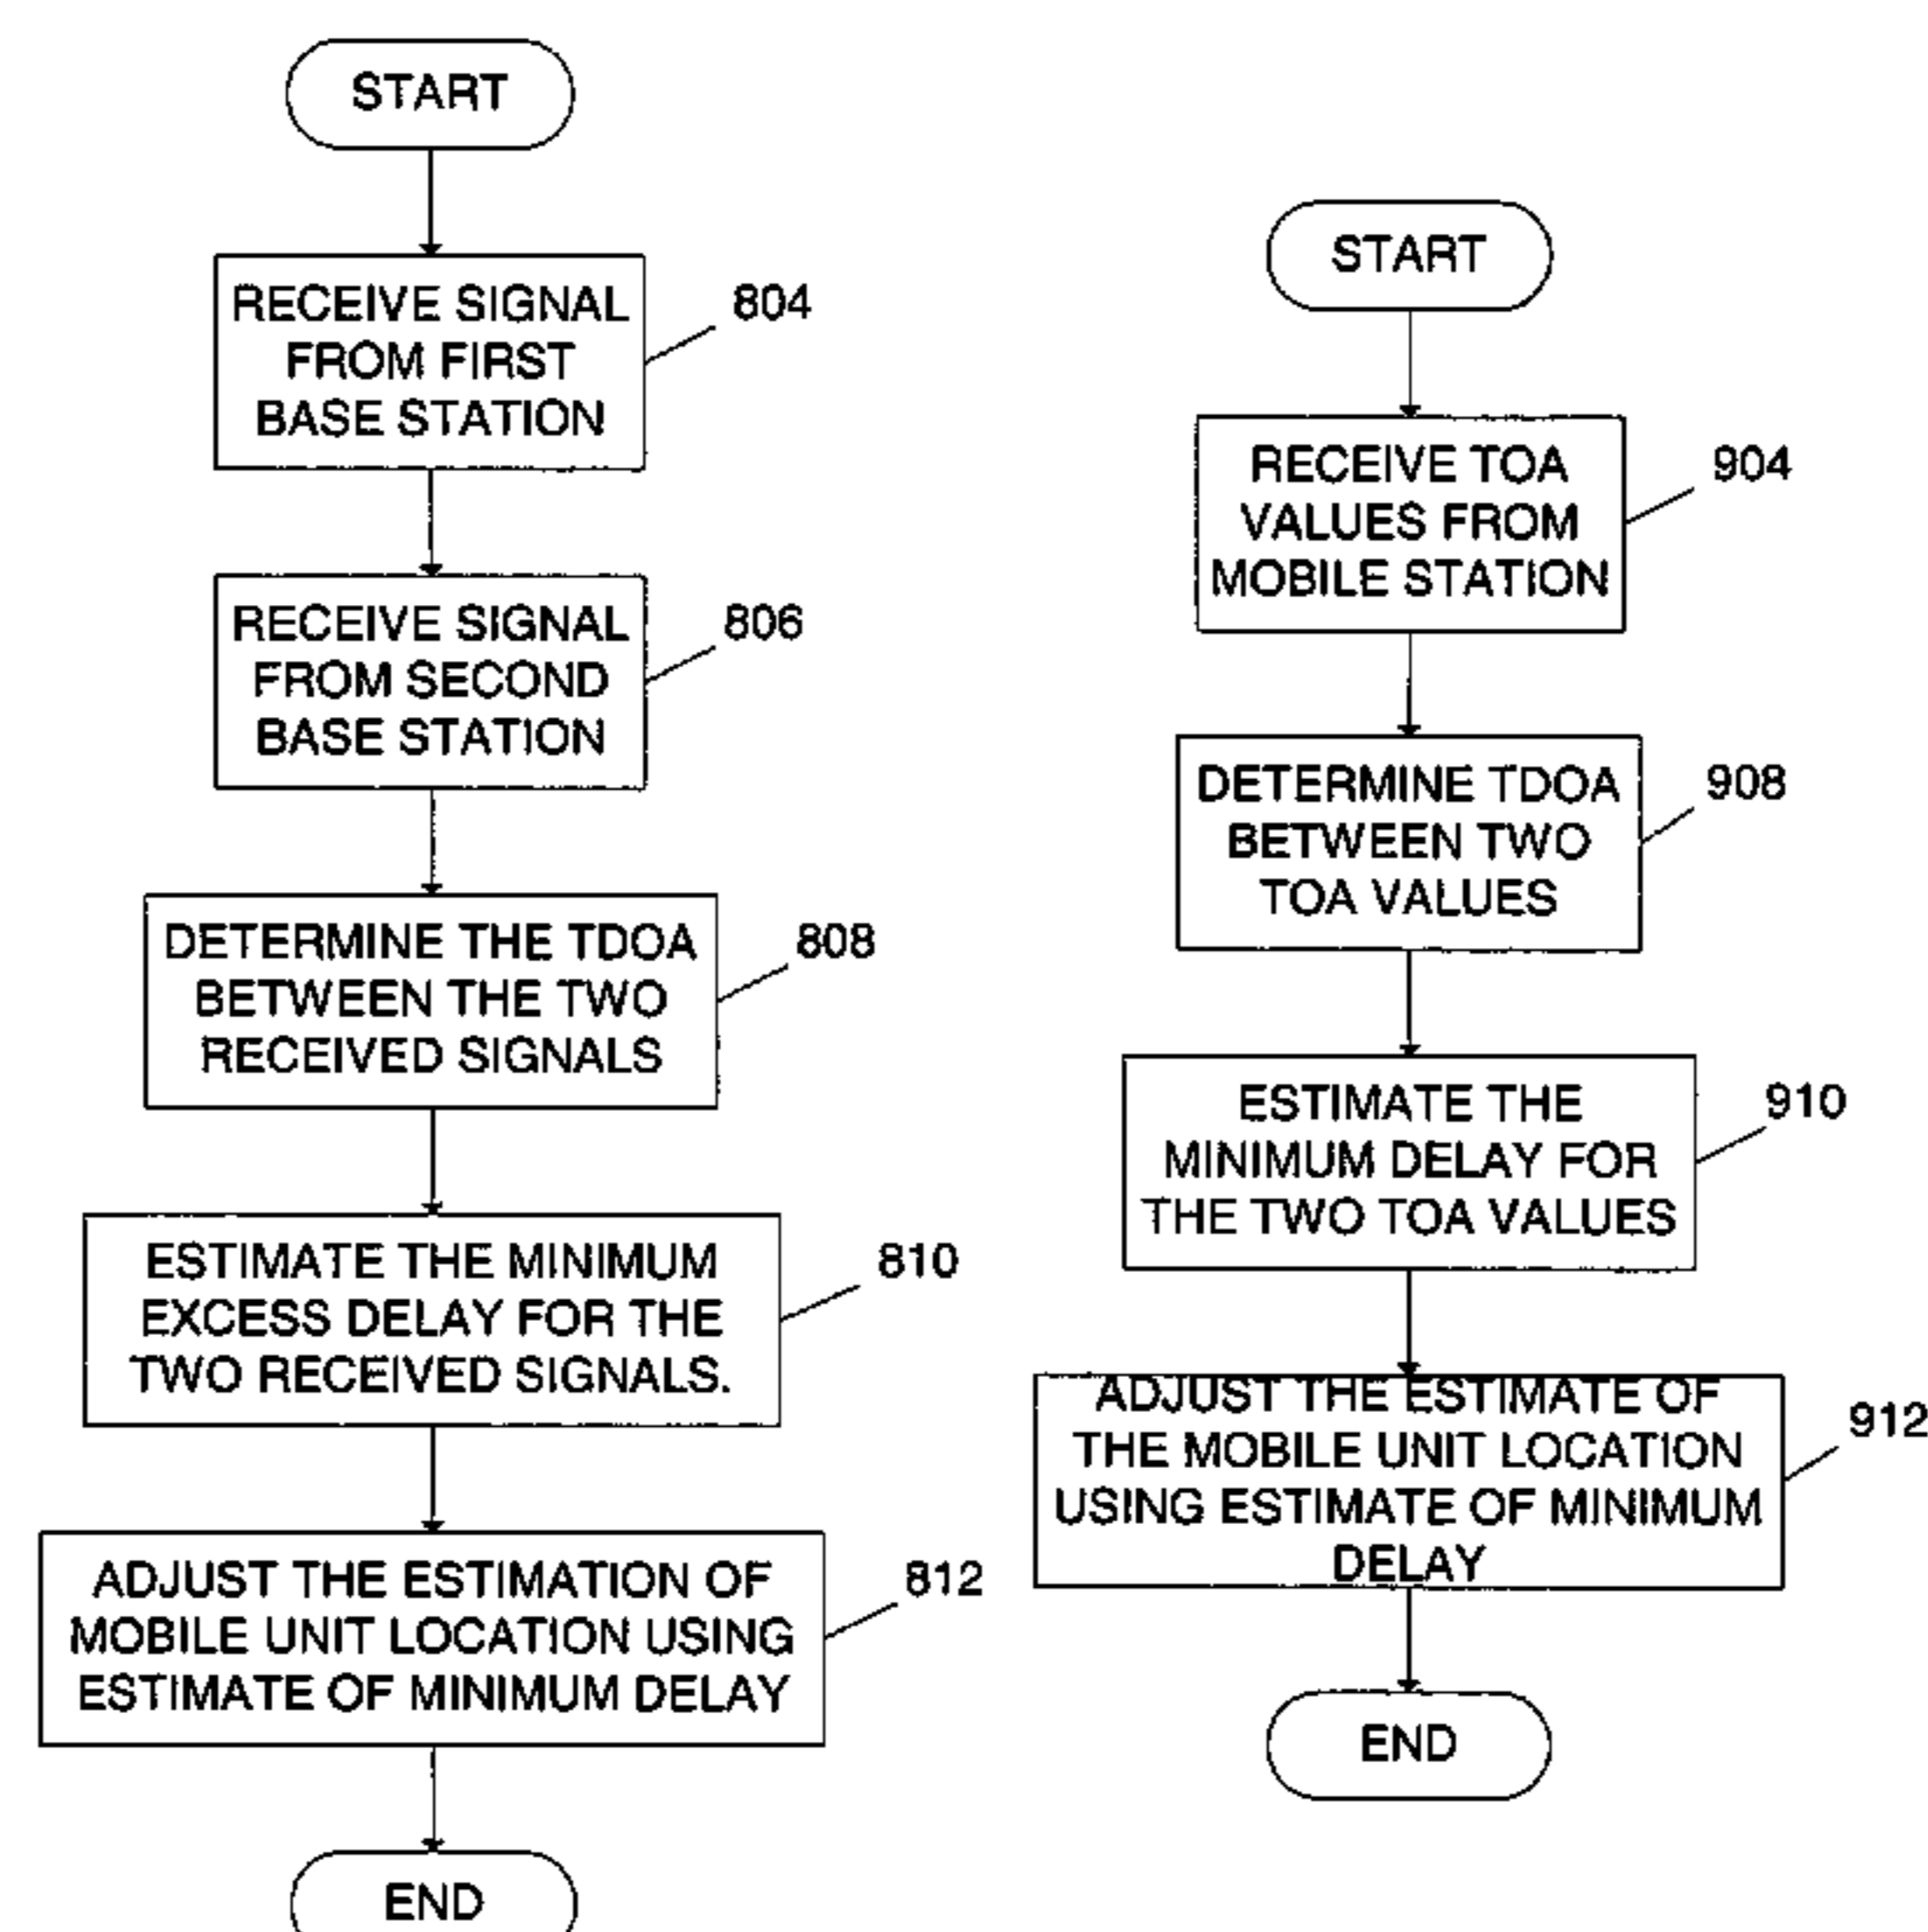 START
RECEIVE SIGNAL
FROM FIRST
BASE STATION
804
RECEIVE SIGNAL
FROM SECOND
BASE STATION
806
DETERMINE THE TDOA
BETWEEN THE TWO
RECEIVED SIGNALS
808
ESTIMATE THE MINIMUM
EXCESS DELAY FOR THE
TWO RECEIVED SIGNALS.
810
ADJUST THE ESTIMATION OF
MOBILE UNIT LOCATION USING
ESTIMATE OF MINIMUM DELAY
812
END
START
RECEIVE TOA
VALUES FROM
MOBILE STATION
904
DETERMINE TDOA
BETWEEN TWO
TOA VALUES
908
ESTIMATE THE
MINIMUM DELAY FOR
THE TWO TOA VALUES
910
ADJUST THE ESTIMATE OF
THE MOBILE UNIT LOCATION
USING ESTIMATE OF MINIMUM
DELAY
912
END